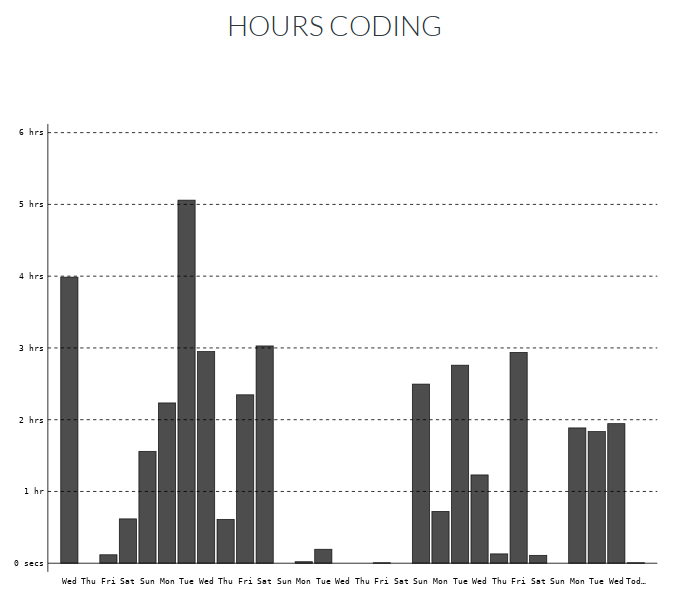 HOURS CODING
6 hrs
5 hrs
4 hrs
3 hrs
2 hrs
1 hr
0 secs
Wed Thu Fri Sat Sun Mon Tue Wed Thu Fri Sat Sun Mon Tue Wed Thu Fri Sat Sun Mon Tue Wed Thu Fri Sat Sun Mon Tue Wed Tod…